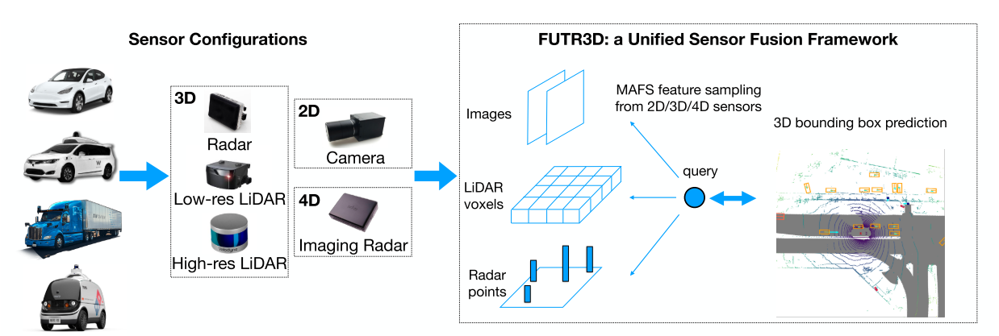 Sensor Configurations
3D
Radar
Low-res LiDAR
High-res LiDAR
2D
Camera
4D
Imaging Radar
FUTR3D: a Unified Sensor Fusion Framework
Images
LiDAR
voxels
Radar
points
MAFS feature sampling
from 2D/3D/4D sensors
query
3D bounding box prediction